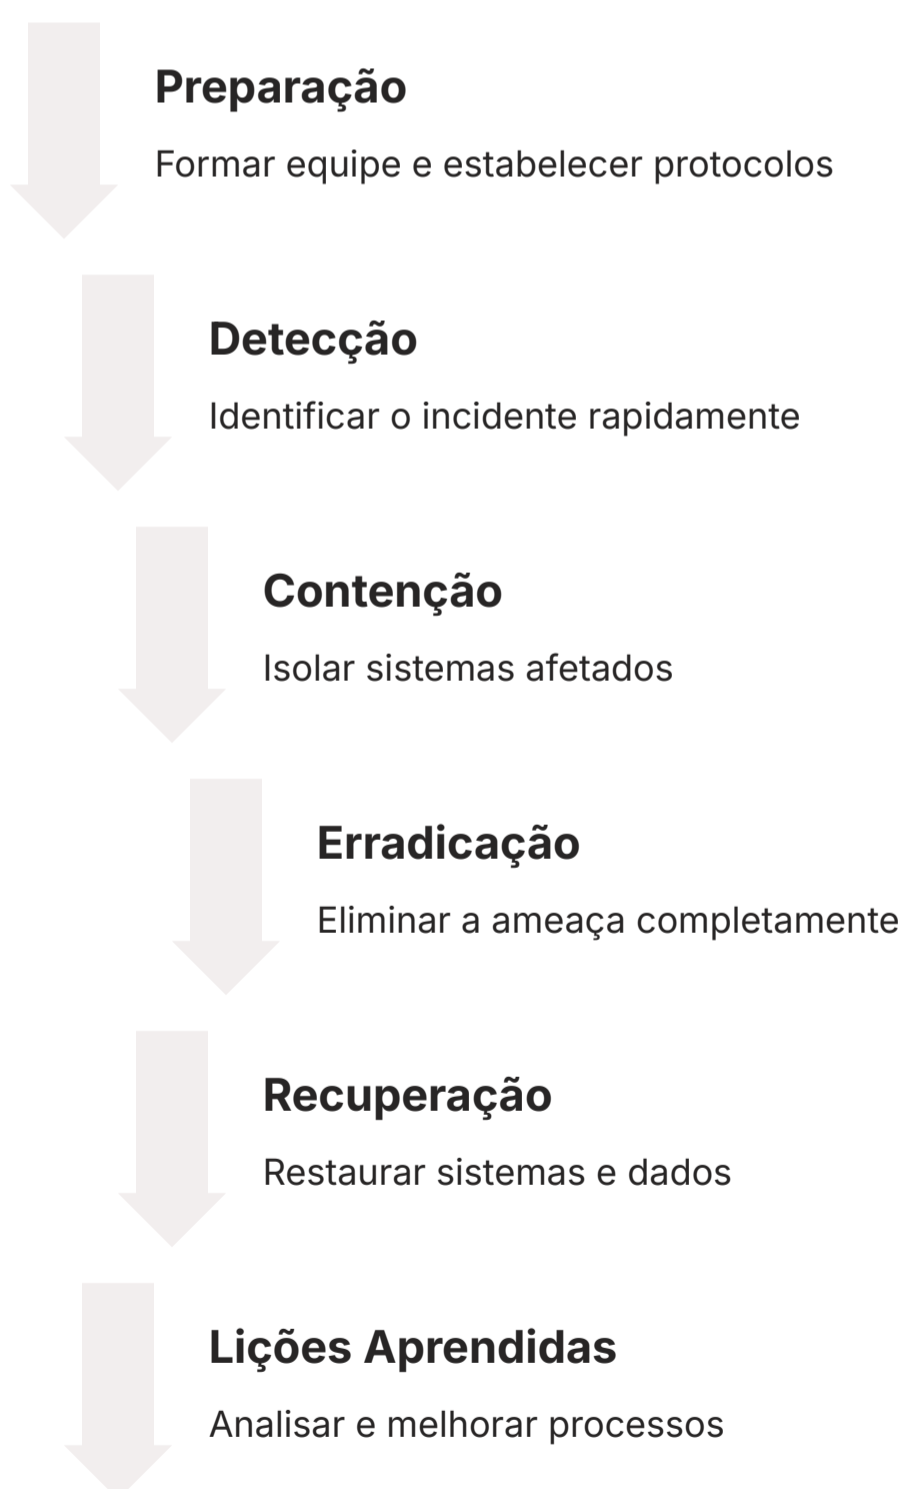 Preparação
Formar equipe e estabelecer protocolos
Detecção
Identificar o incidente rapidamente
Contenção
Isolar sistemas afetados
Erradicação
Eliminar a ameaça completamente
Recuperação
Restaurar sistemas e dados
Lições Aprendidas
Analisar e melhorar processos